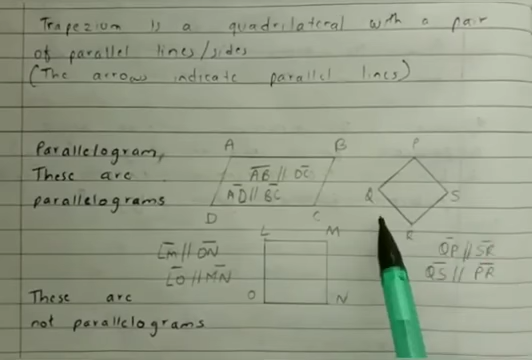 Trapezium is a quadrilateral with a pair
of parallel lines/sides
(The arrows indicate parallel lines)
Parallelogram,
These are
parallelograms
A B
AB // DC
AD // BC
D C
P
Q S
R
L M
LM // ON
LO // MN
O N
QP // SR
QS // PR
These are
not parallelograms